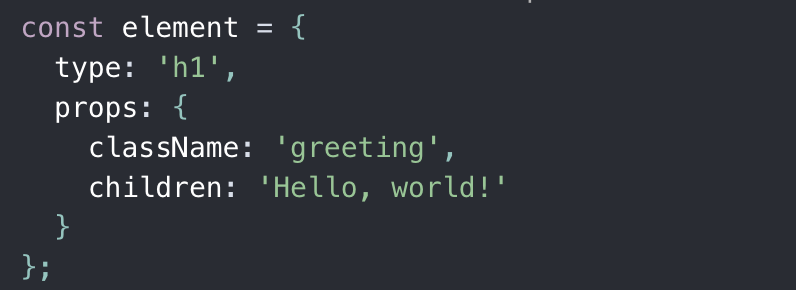 const element = {
  type: 'h1',
  props: {
    className: 'greeting',
    children: 'Hello, world!'
  }
};